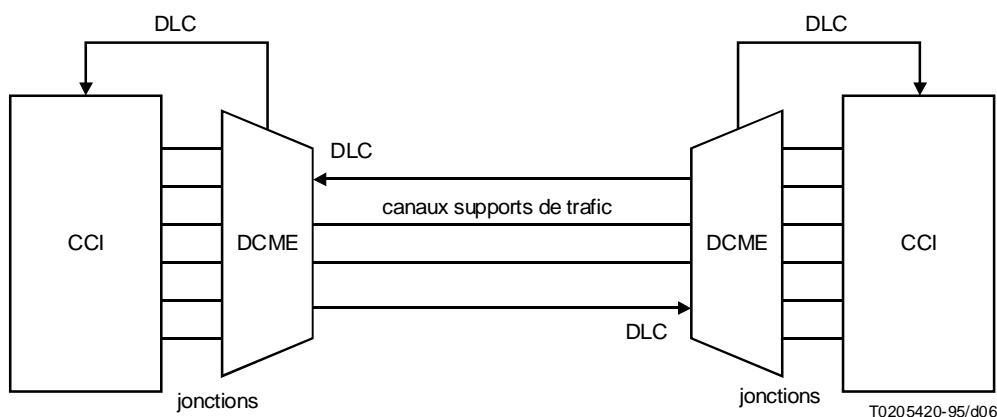 DLC
DLC
DLC
canaux supports de trafic
CCI
DCME
DCME
CCI
DLC
jonctions
jonctions
T0205420-95/d06